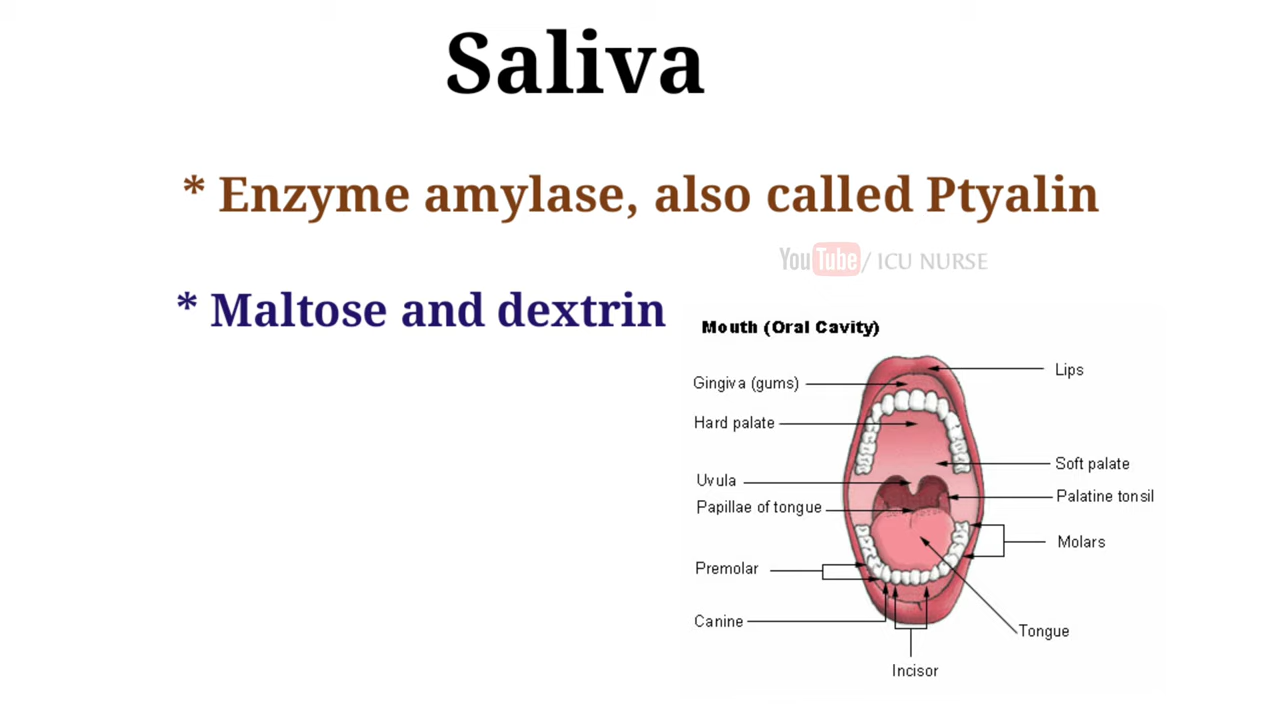 Saliva
* Enzyme amylase, also called Ptyalin
YouTube/ ICU NURSE
* Maltose and dextrin
Mouth (Oral Cavity)
Lips
Gingiva (gums)
Hard palate
Soft palate
Uvula
Palatine tonsil
Papillae of tongue
Molars
Premolar
Canine
Tongue
Incisor